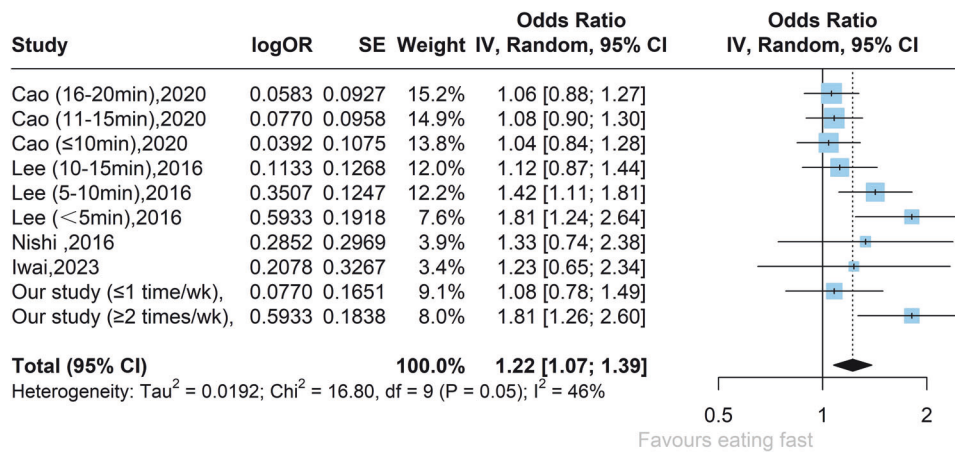 Odds Ratio Odds Ratio
Study logOR SE Weight IV, Random, 95% CI IV, Random, 95% CI
Cao (16-20min),2020 0.0583 0.0927 15.2% 1.06 [0.88; 1.27]
Cao (11-15min),2020 0.0770 0.0958 14.9% 1.08 [0.90; 1.30]
Cao (≤10min),2020 0.0392 0.1075 13.8% 1.04 [0.84; 1.28]
Lee (10-15min),2016 0.1133 0.1268 12.0% 1.12 [0.87; 1.44]
Lee (5-10min),2016 0.3507 0.1247 12.2% 1.42 [1.11; 1.81]
Lee (＜5min),2016 0.5933 0.1918 7.6% 1.81 [1.24; 2.64]
Nishi ,2016 0.2852 0.2969 3.9% 1.33 [0.74; 2.38]
Iwai,2023 0.2078 0.3267 3.4% 1.23 [0.65; 2.34]
Our study (≤1 time/wk), 0.0770 0.1651 9.1% 1.08 [0.78; 1.49]
Our study (≥2 times/wk), 0.5933 0.1838 8.0% 1.81 [1.26; 2.60]
Total (95% CI) 100.0% 1.22 [1.07; 1.39]
Heterogeneity: Tau² = 0.0192; Chi² = 16.80, df = 9 (P = 0.05); I² = 46%
0.5 1 2
Favours eating fast